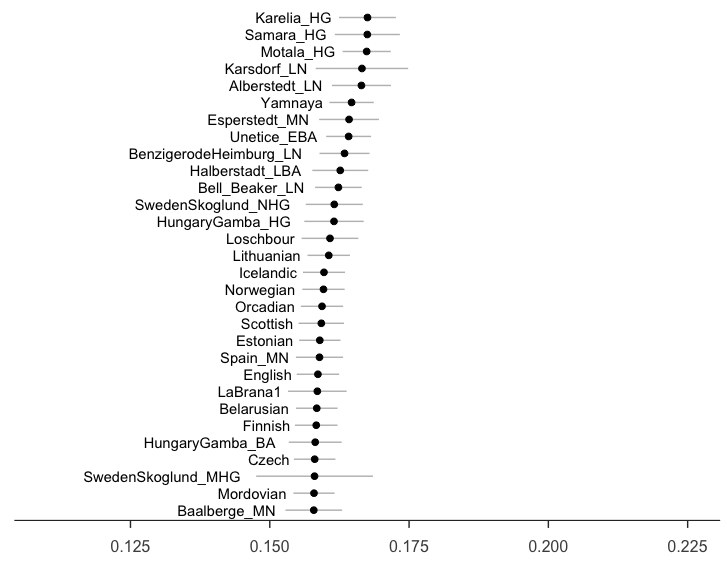 Karelia_HG
Samara_HG
Motala_HG
Karsdorf_LN
Alberstedt_LN
Yamnaya
Esperstedt_MN
Unetice_EBA
BenzigerodeHeimburg_LN
Halberstadt_LBA
Bell_Beaker_LN
SwedenSkoglund_NHG
HungaryGamba_HG
Loschbour
Lithuanian
Icelandic
Norwegian
Orcadian
Scottish
Estonian
Spain_MN
English
LaBrana1
Belarusian
Finnish
HungaryGamba_BA
Czech
SwedenSkoglund_MHG
Mordovian
Baalberge_MN
0.125 0.150 0.175 0.200 0.225